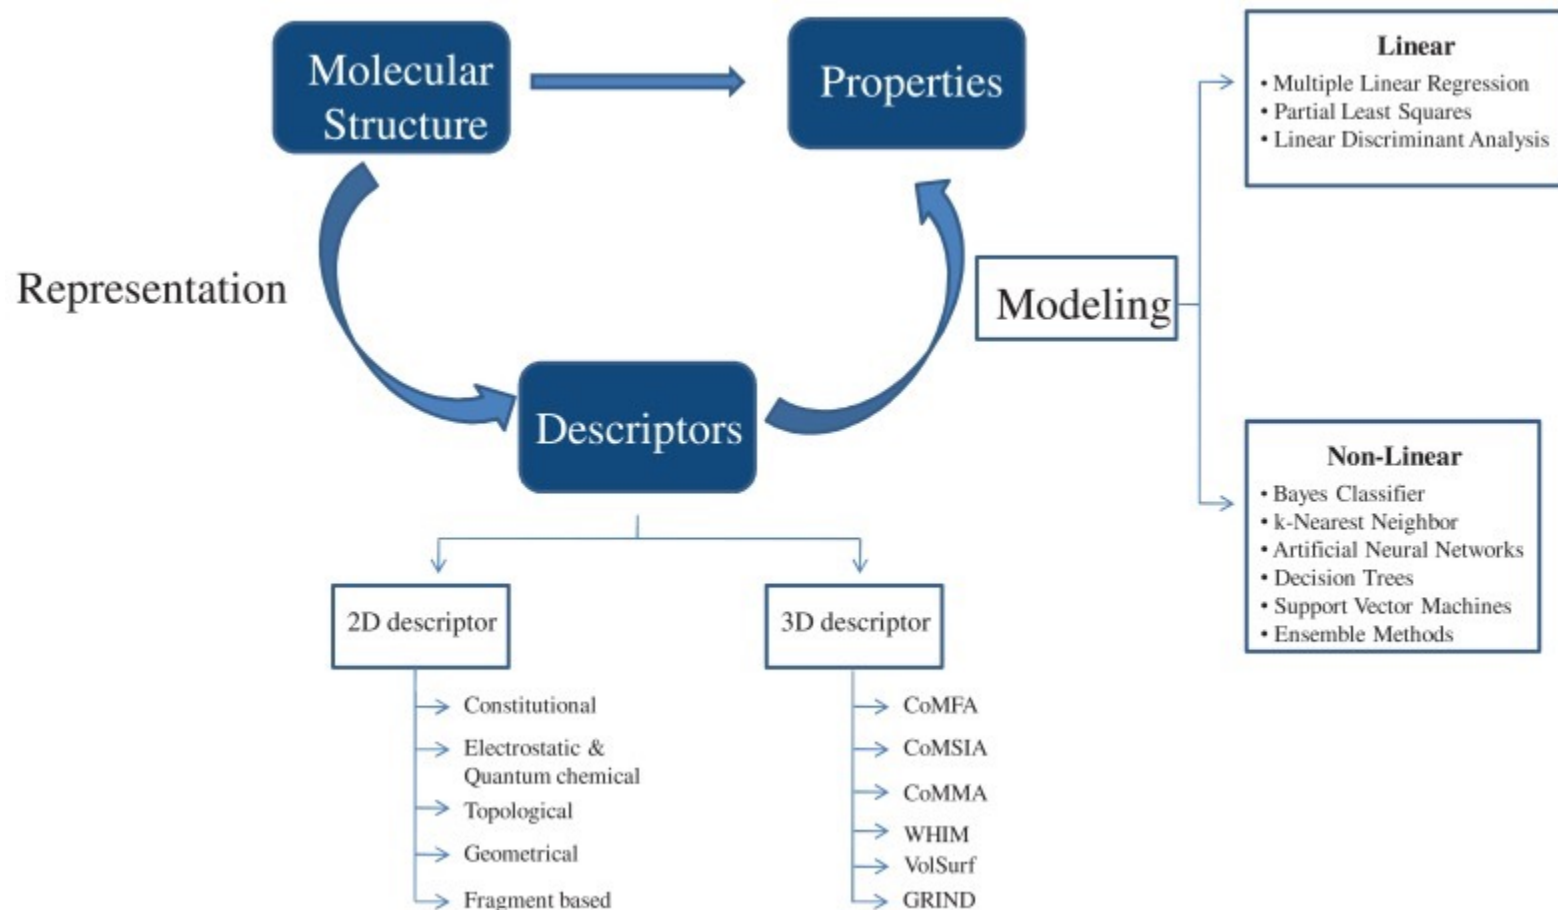 Molecular
Structure
Properties
Representation
Descriptors
Modeling
Linear
• Multiple Linear Regression
• Partial Least Squares
• Linear Discriminant Analysis
Non-Linear
• Bayes Classifier
• k-Nearest Neighbor
• Artificial Neural Networks
• Decision Trees
• Support Vector Machines
• Ensemble Methods
2D descriptor
Constitutional
Electrostatic &
Quantum chemical
Topological
Geometrical
Fragment based
3D descriptor
CoMFA
CoMSIA
CoMMA
WHIM
VolSurf
GRIND